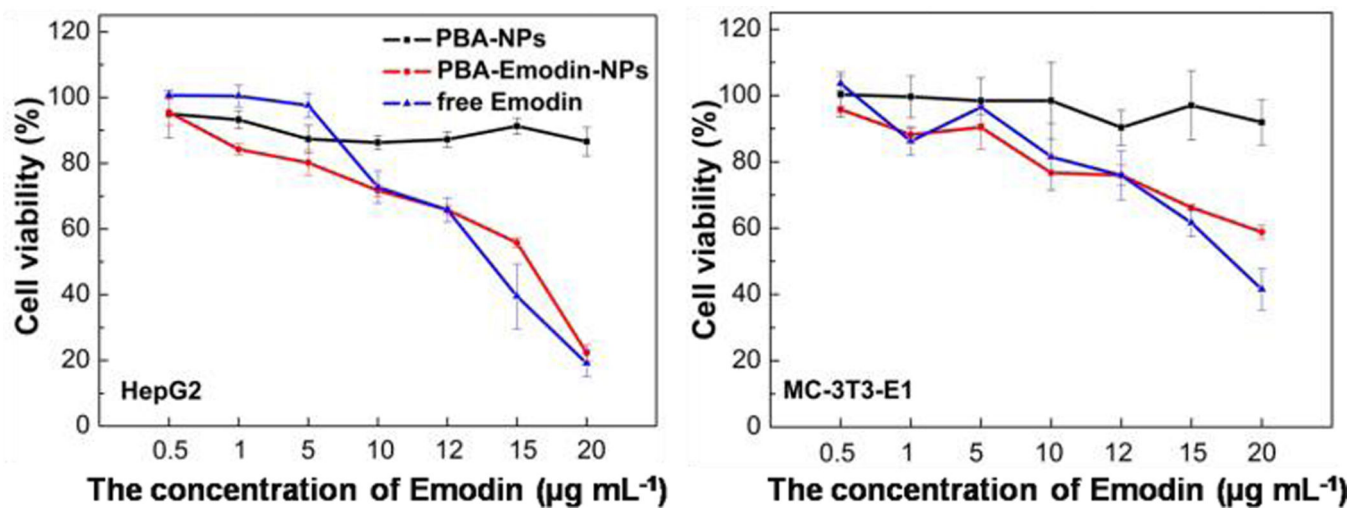 120
100
80
60
40
20
0
Cell viability (%)
PBA-NPs
PBA-Emodin-NPs
free Emodin
HepG2
0.5 1 5 10 12 15 20
The concentration of Emodin (µg mL⁻¹)
120
100
80
60
40
20
0
Cell viability (%)
MC-3T3-E1
0.5 1 5 10 12 15 20
The concentration of Emodin (µg mL⁻¹)